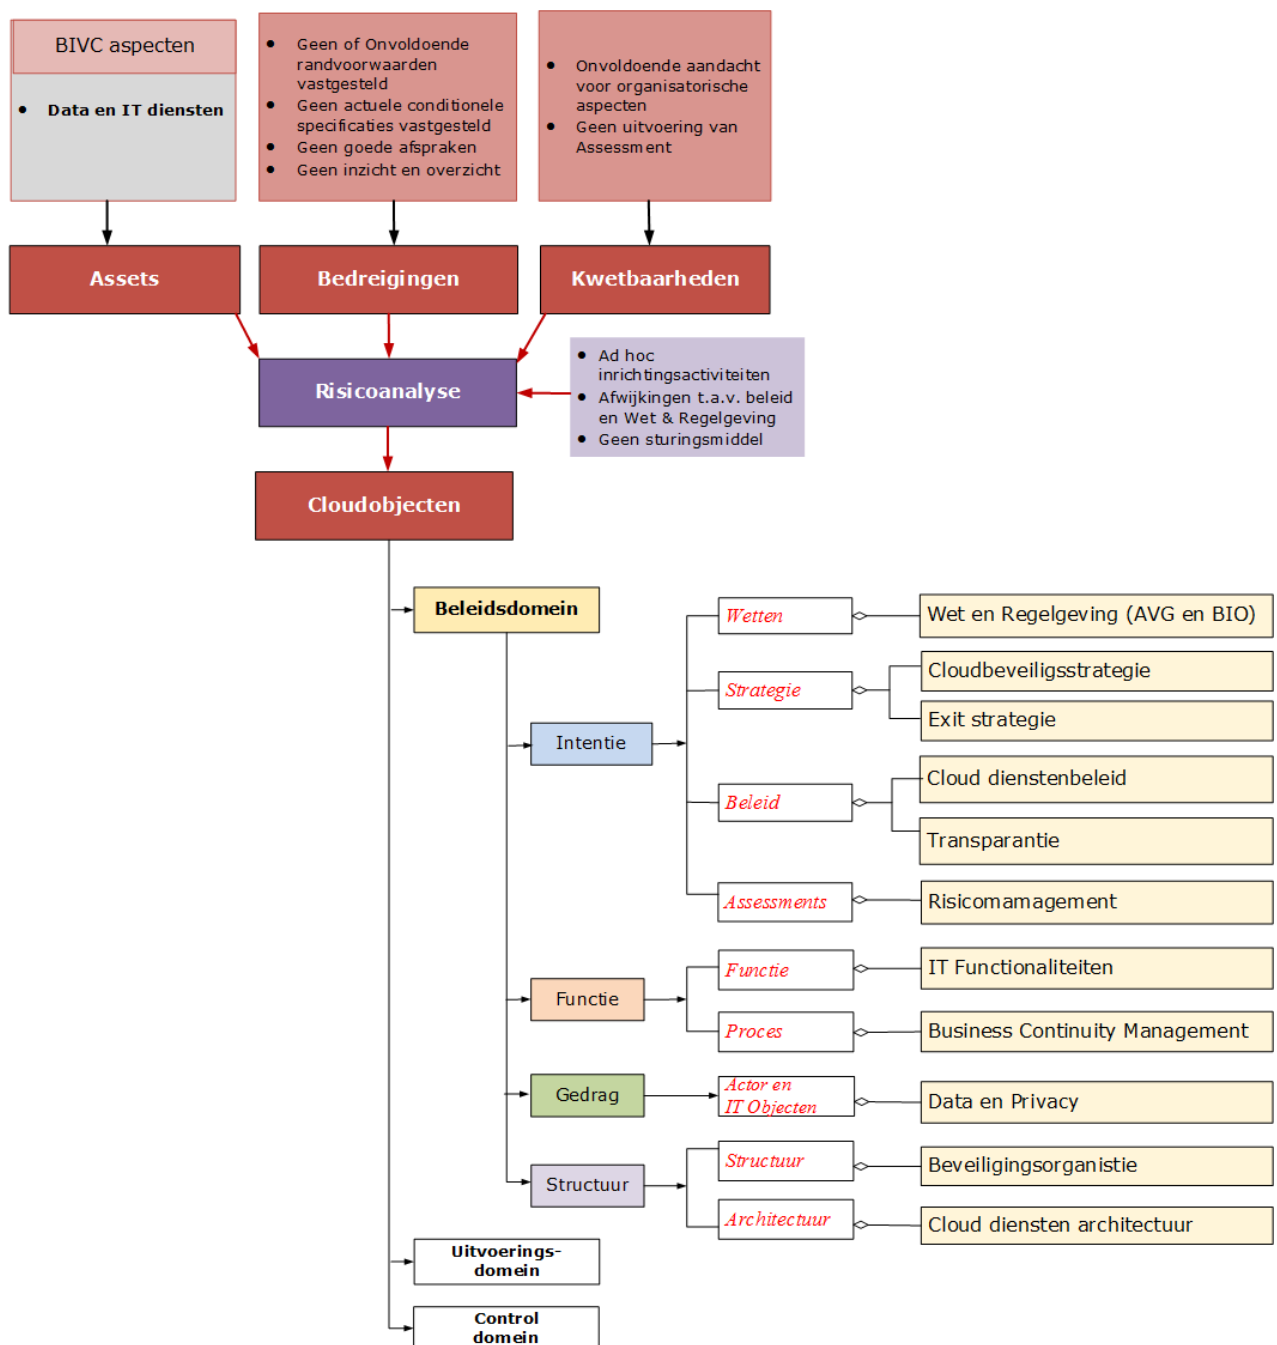 BIVC aspecten
• Data en IT diensten
• Geen of Onvoldoende
randvoorwaarden
vastgesteld
• Geen actuele conditionele
specificaties vastgesteld
• Geen goede afspraken
• Geen inzicht en overzicht
• Onvoldoende aandacht
voor organisatorische
aspecten
• Geen uitvoering van
Assessment
Assets
Bedreigingen
Kwetbaarheden
Risicoanalyse
• Ad hoc
inrichtingsactiviteiten
• Afwijkingen t.a.v. beleid
en Wet & Regelgeving
• Geen sturingsmiddel
Cloudobjecten
Beleidsdomein
Intentie
Wetten
Wet en Regelgeving (AVG en BIO)
Strategie
Cloudbeveiligsstrategie
Exit strategie
Beleid
Cloud dienstenbeleid
Transparantie
Assessments
Risicomamagement
Functie
Functie
IT Functionaliteiten
Proces
Business Continuity Management
Gedrag
Actor en
IT Objecten
Data en Privacy
Structuur
Structuur
Beveiligingsorganistie
Architectuur
Cloud diensten architectuur
Uitvoerings-
domein
Control
domein